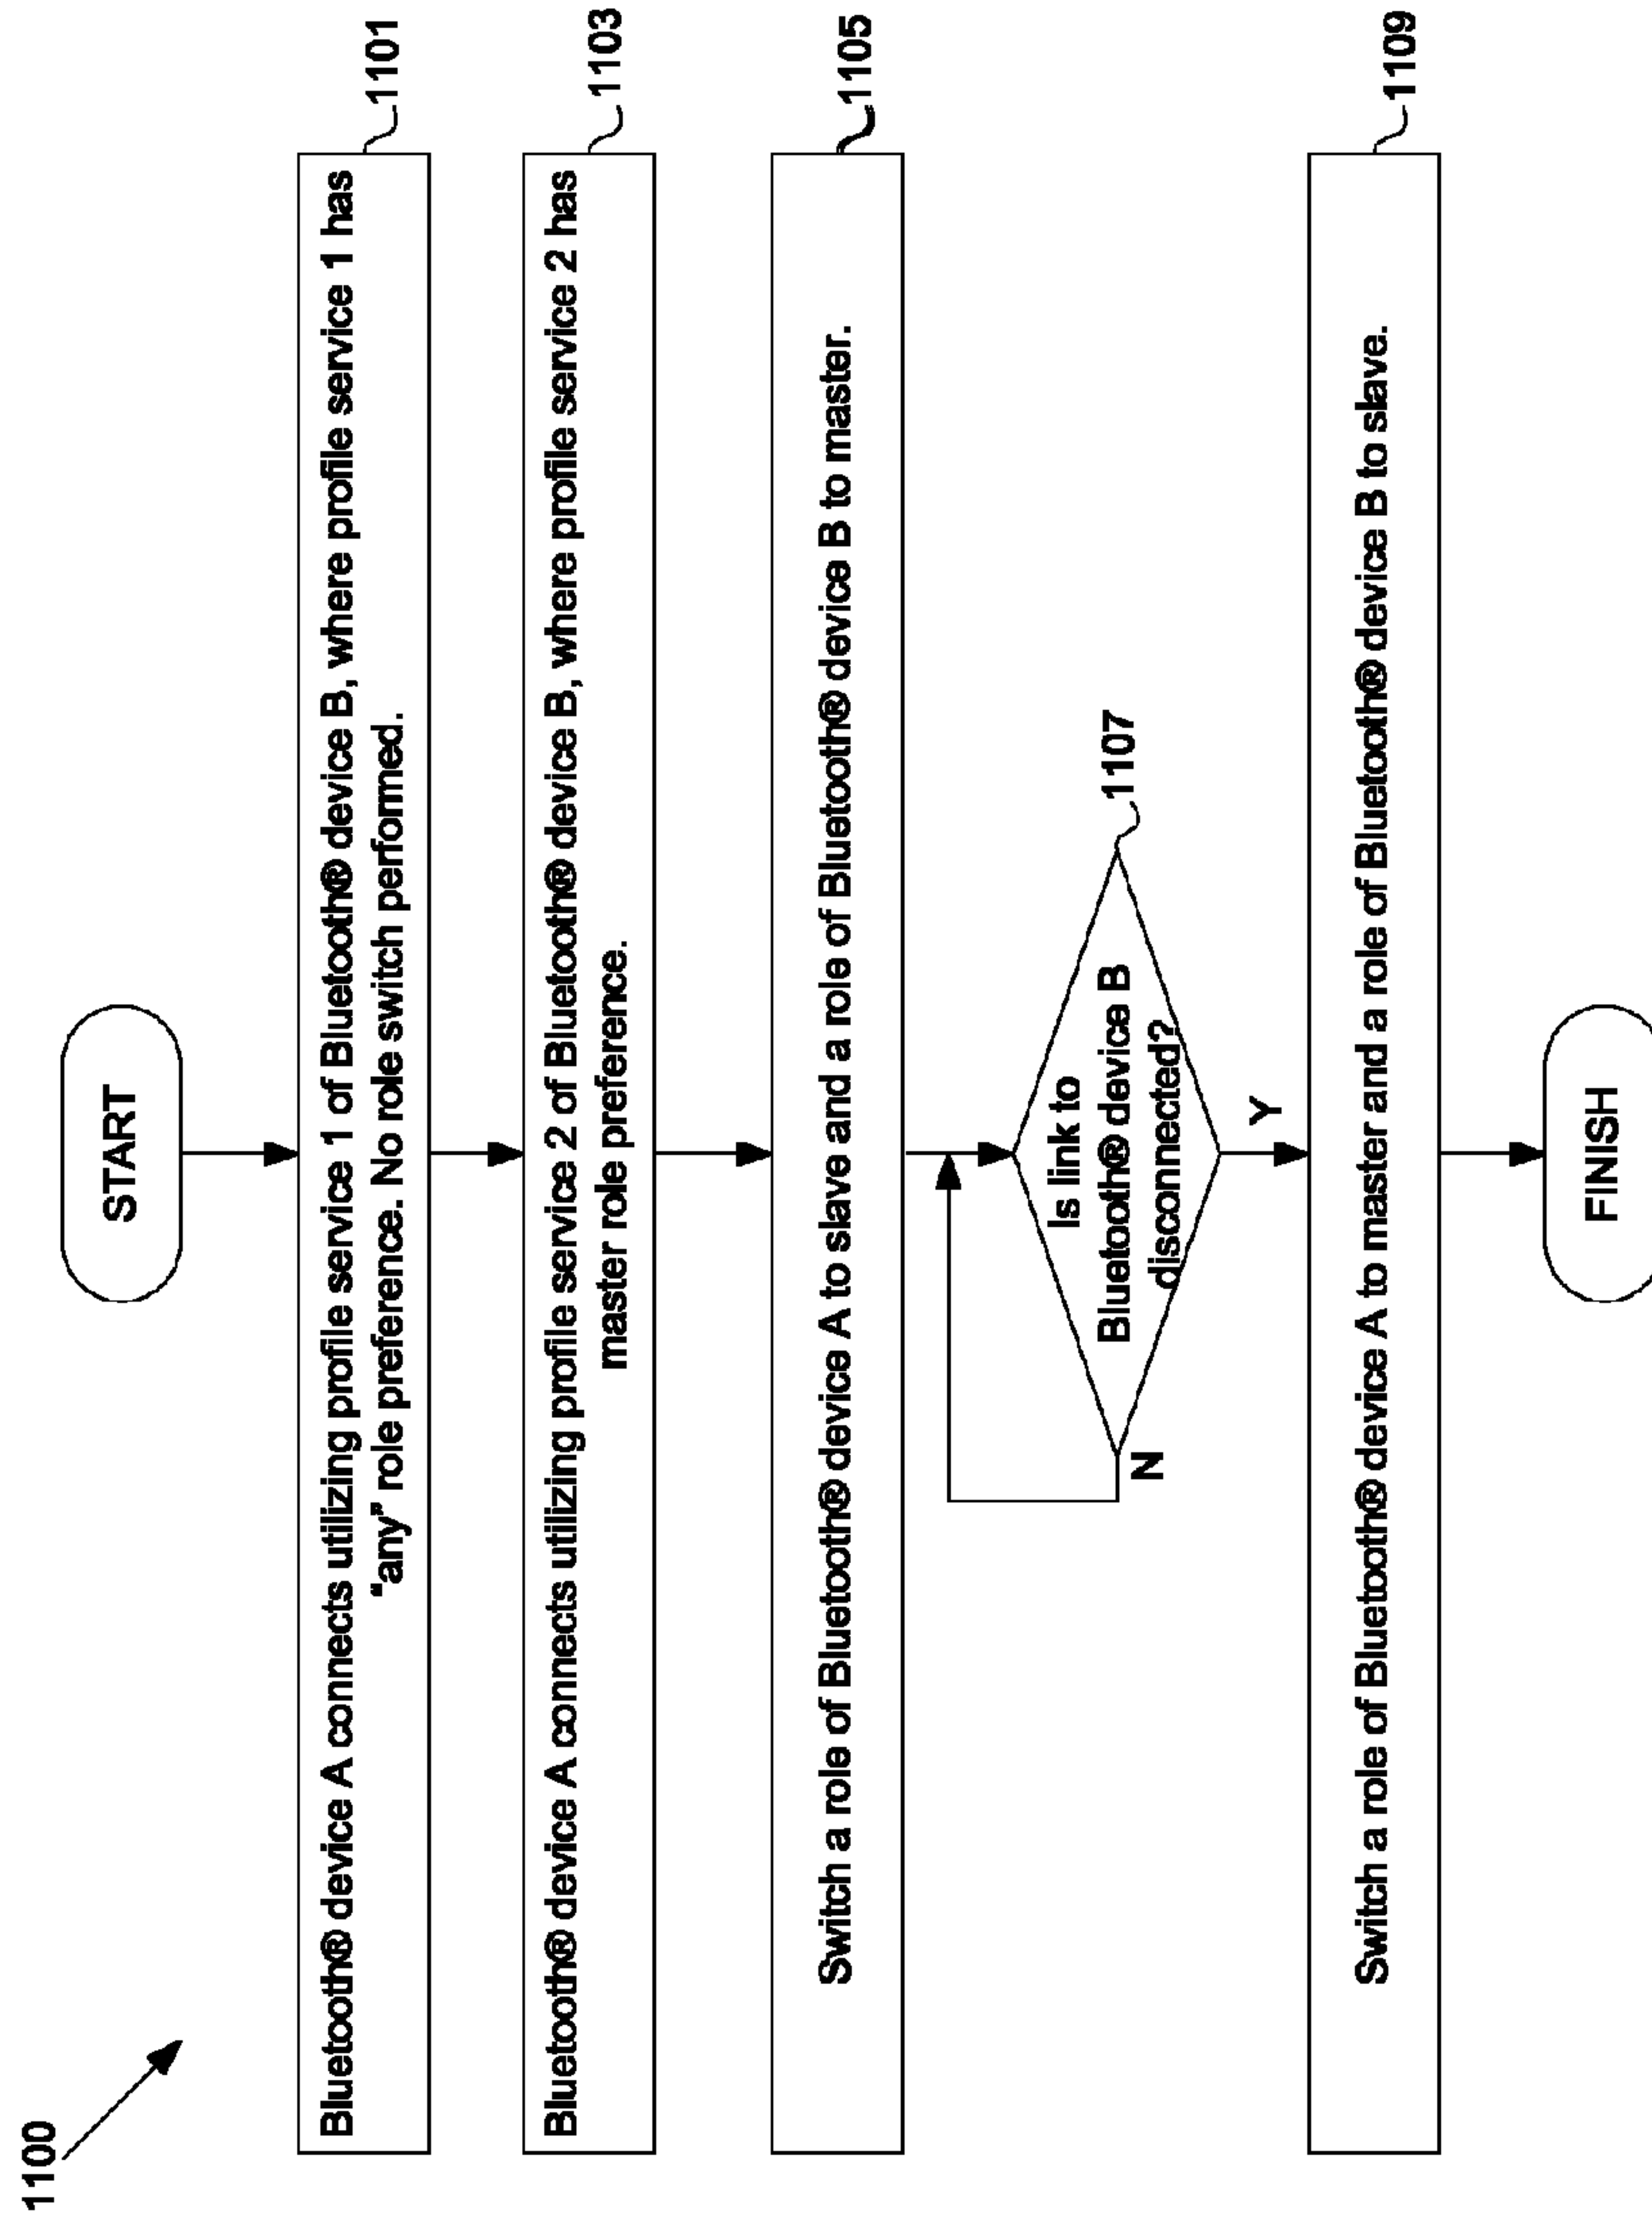 1100
START
Bluetooth® device A connects utilizing profile service 1 of Bluetooth® device B, where profile service 1 has
“any” role preference. No role switch performed.
1101
Bluetooth® device A connects utilizing profile service 2 of Bluetooth® device B, where profile service 2 has
master role preference.
1103
Switch a role of Bluetooth® device A to slave and a role of Bluetooth® device B to master.
1105
Is link to
Bluetooth® device B
disconnected?
1107
N
Y
Switch a role of Bluetooth® device A to master and a role of Bluetooth® device B to slave.
1109
FINISH